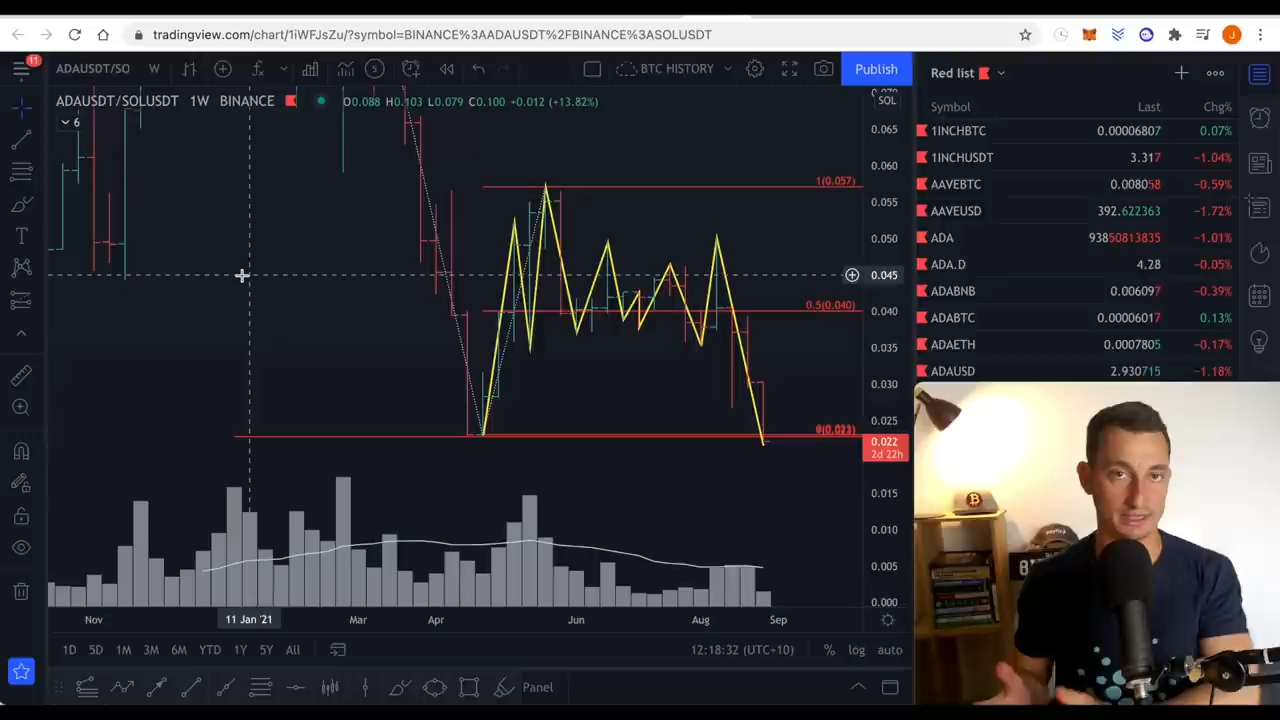 tradingview.com/chart/1iWFJsZu/?symbol=BINANCE%3AADAUSDT%2FBINANCE%3ASOLUSDT
J
11
ADAUSDT/SO W
BTC HISTORY
Publish
Red list
ADAUSDT/SOLUSDT 1W BINANCE O0.088 H0.103 L0.079 C0.100 +0.012 (+13.82%)
SOL
6
Symbol Last Chg%
1INCHBTC 0.00006807 0.07%
1INCHUSDT 3.317 −1.04%
AAVEBTC 0.008058 −0.59%
AAVEUSD 392.622363 −1.72%
ADA 93850813835 −1.01%
ADA.D 4.28 −0.05%
ADABNB 0.006097 −0.39%
ADABTC 0.00006017 0.13%
ADAETH 0.0007805 −0.17%
ADAUSD 2.930715 −1.18%
0.065
0.060
1(0.057)
0.055
0.050
0.045
0.5(0.040)
0.040
0.035
0.030
0.025
0.022
2d 22h
0.015
0.010
0.005
0.000
Nov 11 Jan '21 Mar Apr Jun Aug Sep
1D 5D 1M 3M 6M YTD 1Y 5Y All
12:18:32 (UTC+10) % log auto
Panel